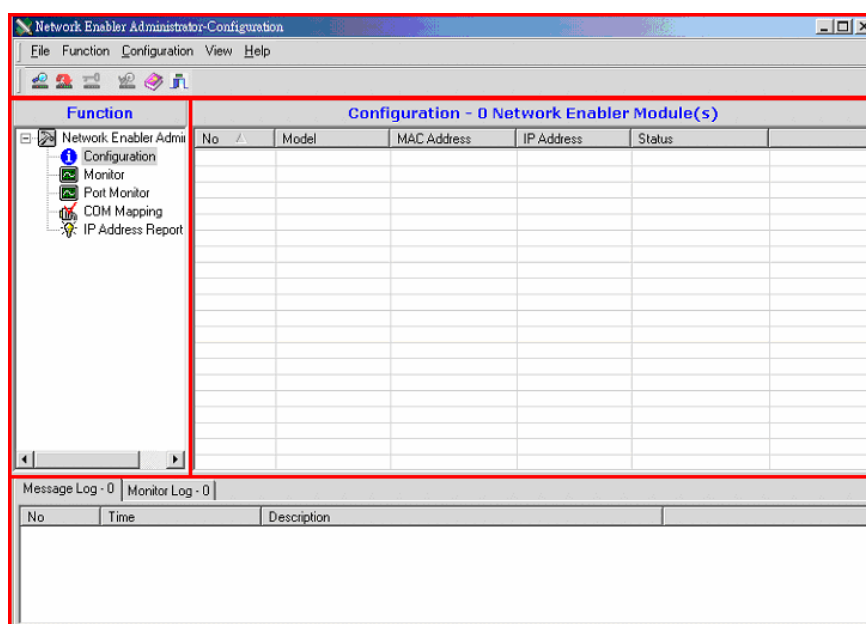 Network Enabler Administrator-Configuration
File Function Configuration View Help
Function
Configuration - 0 Network Enabler Module(s)
Network Enabler Admii
Configuration
Monitor
Port Monitor
COM Mapping
IP Address Report
No Model MAC Address IP Address Status
Message Log - 0 Monitor Log - 0
No Time Description